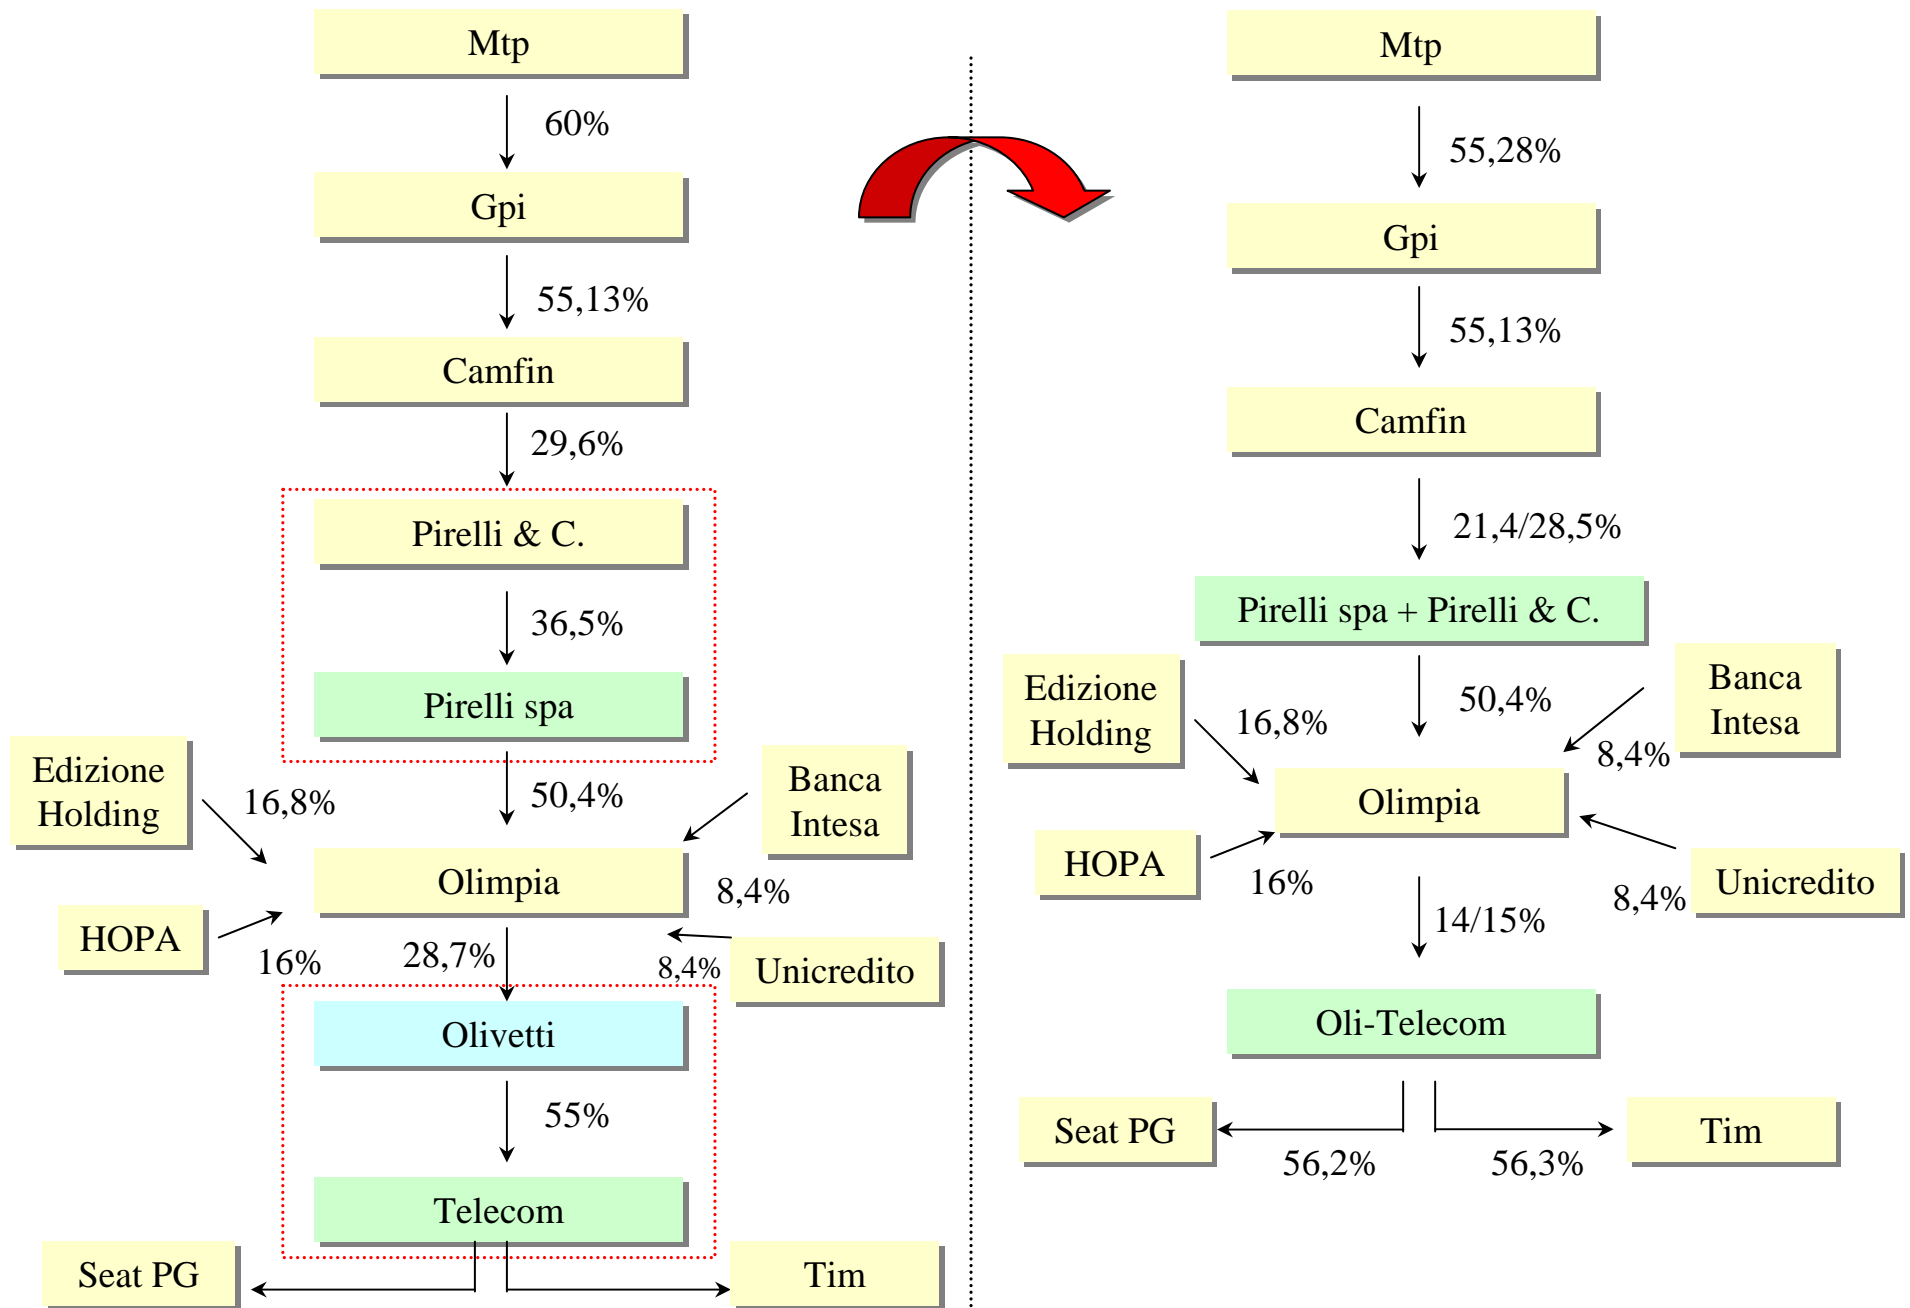 Mtp
60%
Gpi
55,13%
Camfin
29,6%
Pirelli & C.
36,5%
Pirelli spa
50,4%
Edizione
Holding
16,8%
Banca
Intesa
8,4%
Olimpia
HOPA
16%
28,7%
8,4%
Unicredito
Olivetti
55%
Telecom
Seat PG
Tim
Mtp
55,28%
Gpi
55,13%
Camfin
21,4/28,5%
Pirelli spa + Pirelli & C.
50,4%
Edizione
Holding
16,8%
Banca
Intesa
8,4%
Olimpia
HOPA
16%
14/15%
8,4%
Unicredito
Oli-Telecom
Seat PG
56,2%
56,3%
Tim